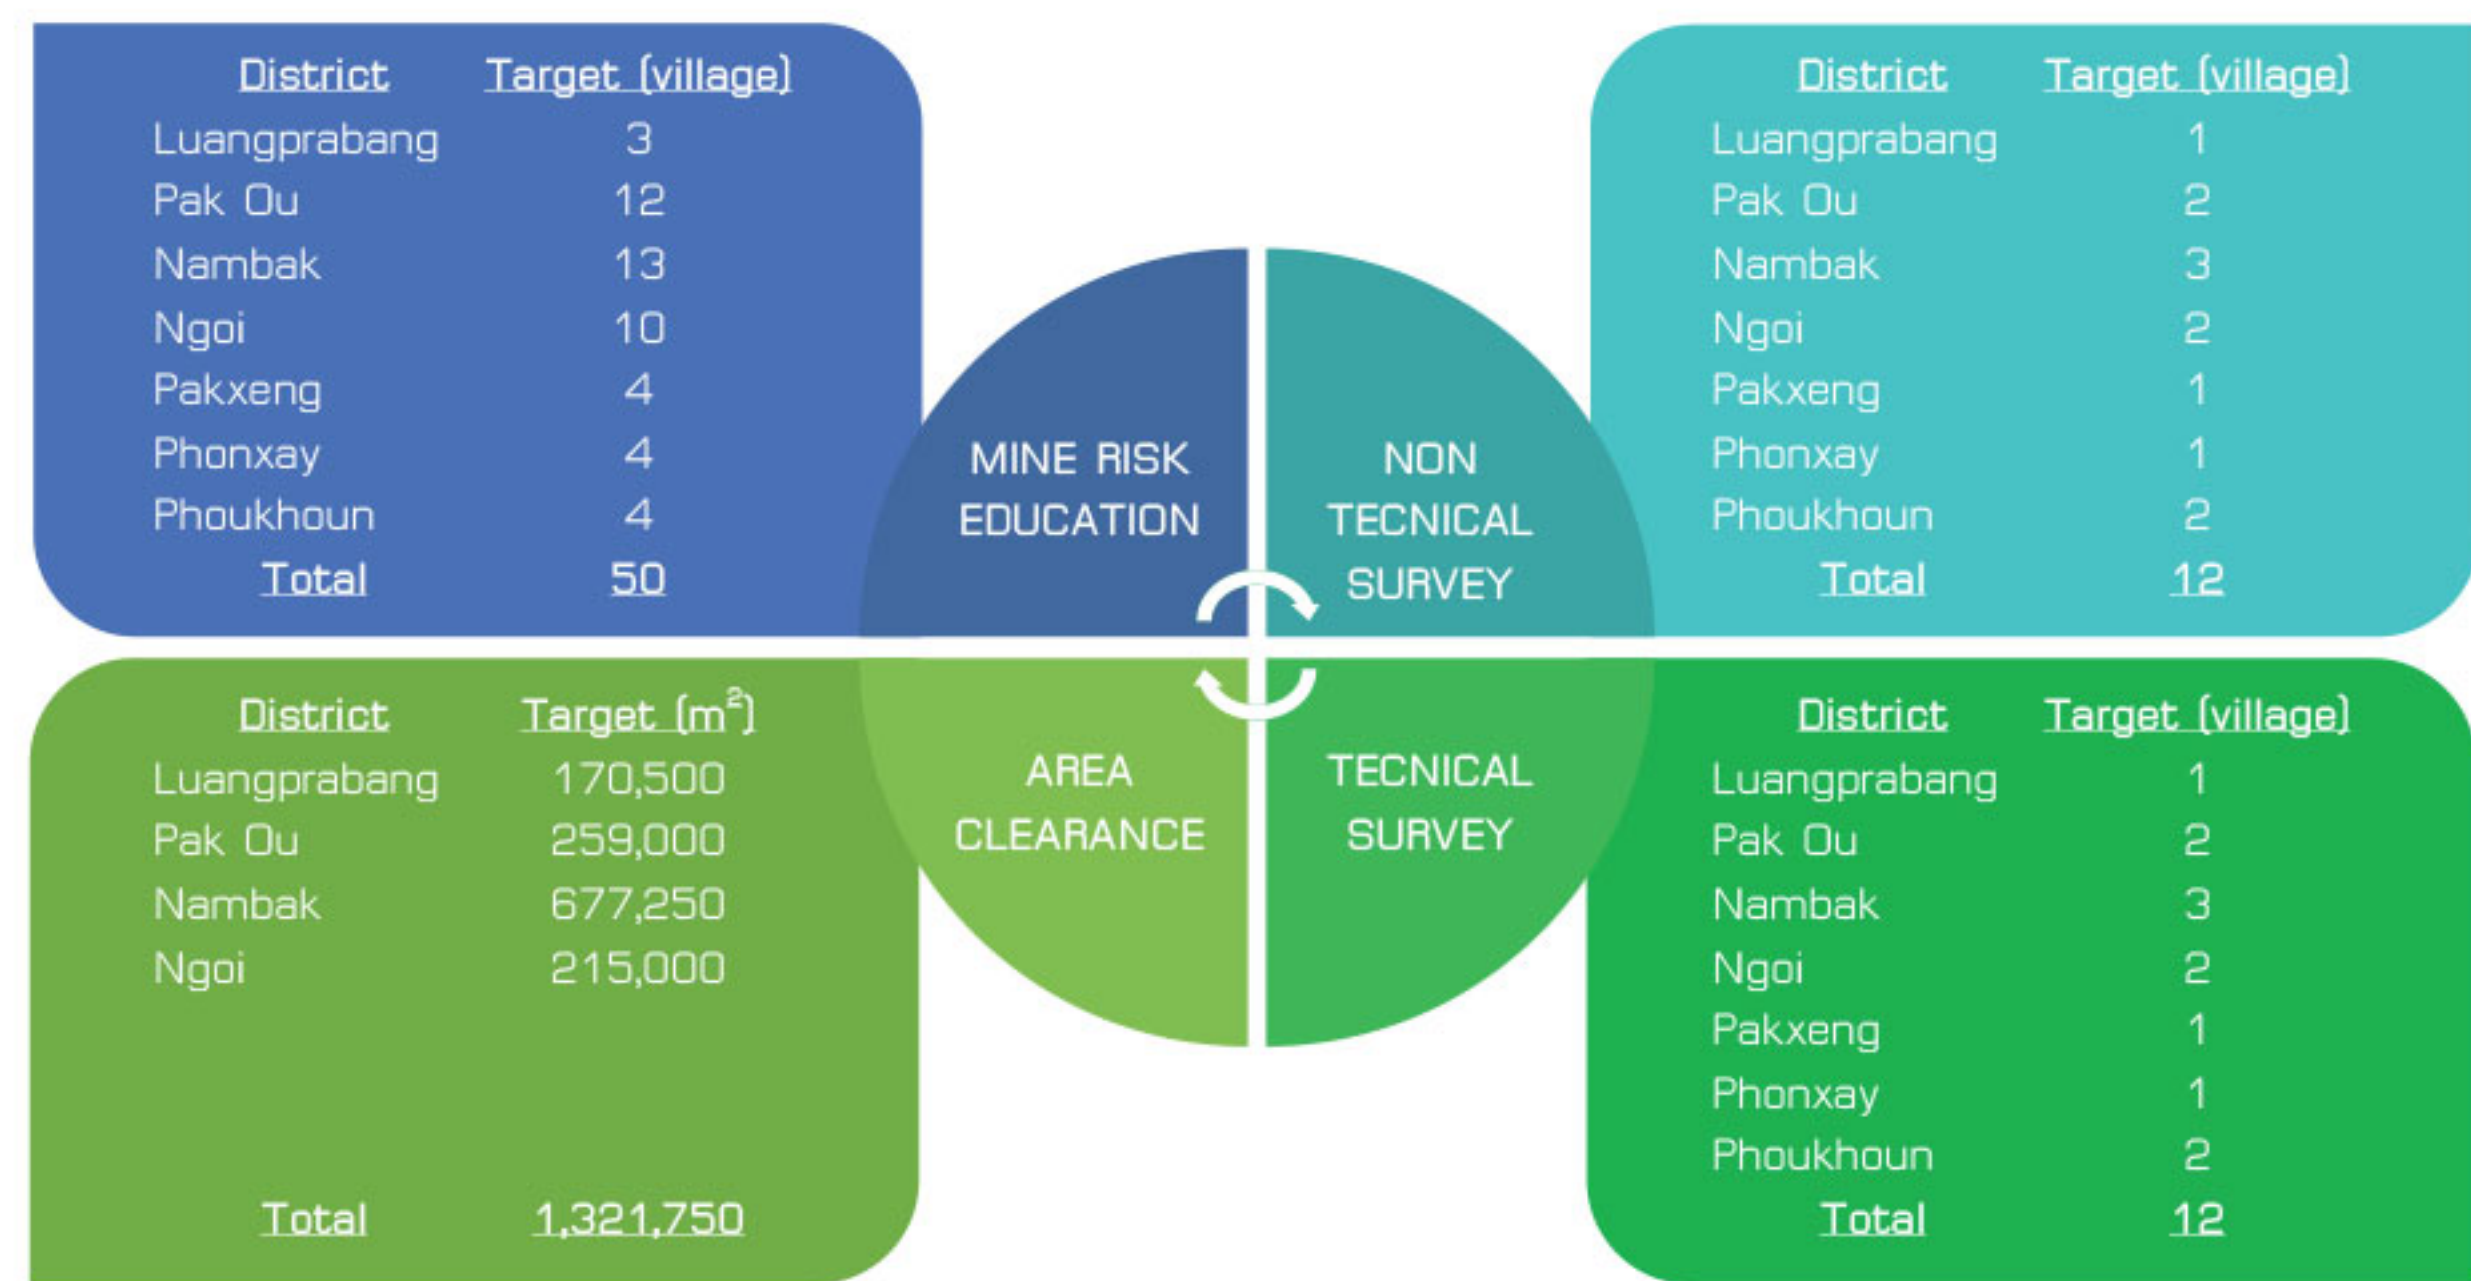 District Target (village)
Luangprabang 3
Pak Ou 12
Nambak 13
Ngoi 10
Pakxeng 4
Phonxay 4
Phoukhoun 4
Total 50
MINE RISK
EDUCATION
NON
TECNICAL
SURVEY
District Target (village)
Luangprabang 1
Pak Ou 2
Nambak 3
Ngoi 2
Pakxeng 1
Phonxay 1
Phoukhoun 2
Total 12
District Target (m²)
Luangprabang 170,500
Pak Ou 259,000
Nambak 677,250
Ngoi 215,000
Total 1,321,750
AREA
CLEARANCE
TECNICAL
SURVEY
District Target (village)
Luangprabang 1
Pak Ou 2
Nambak 3
Ngoi 2
Pakxeng 1
Phonxay 1
Phoukhoun 2
Total 12